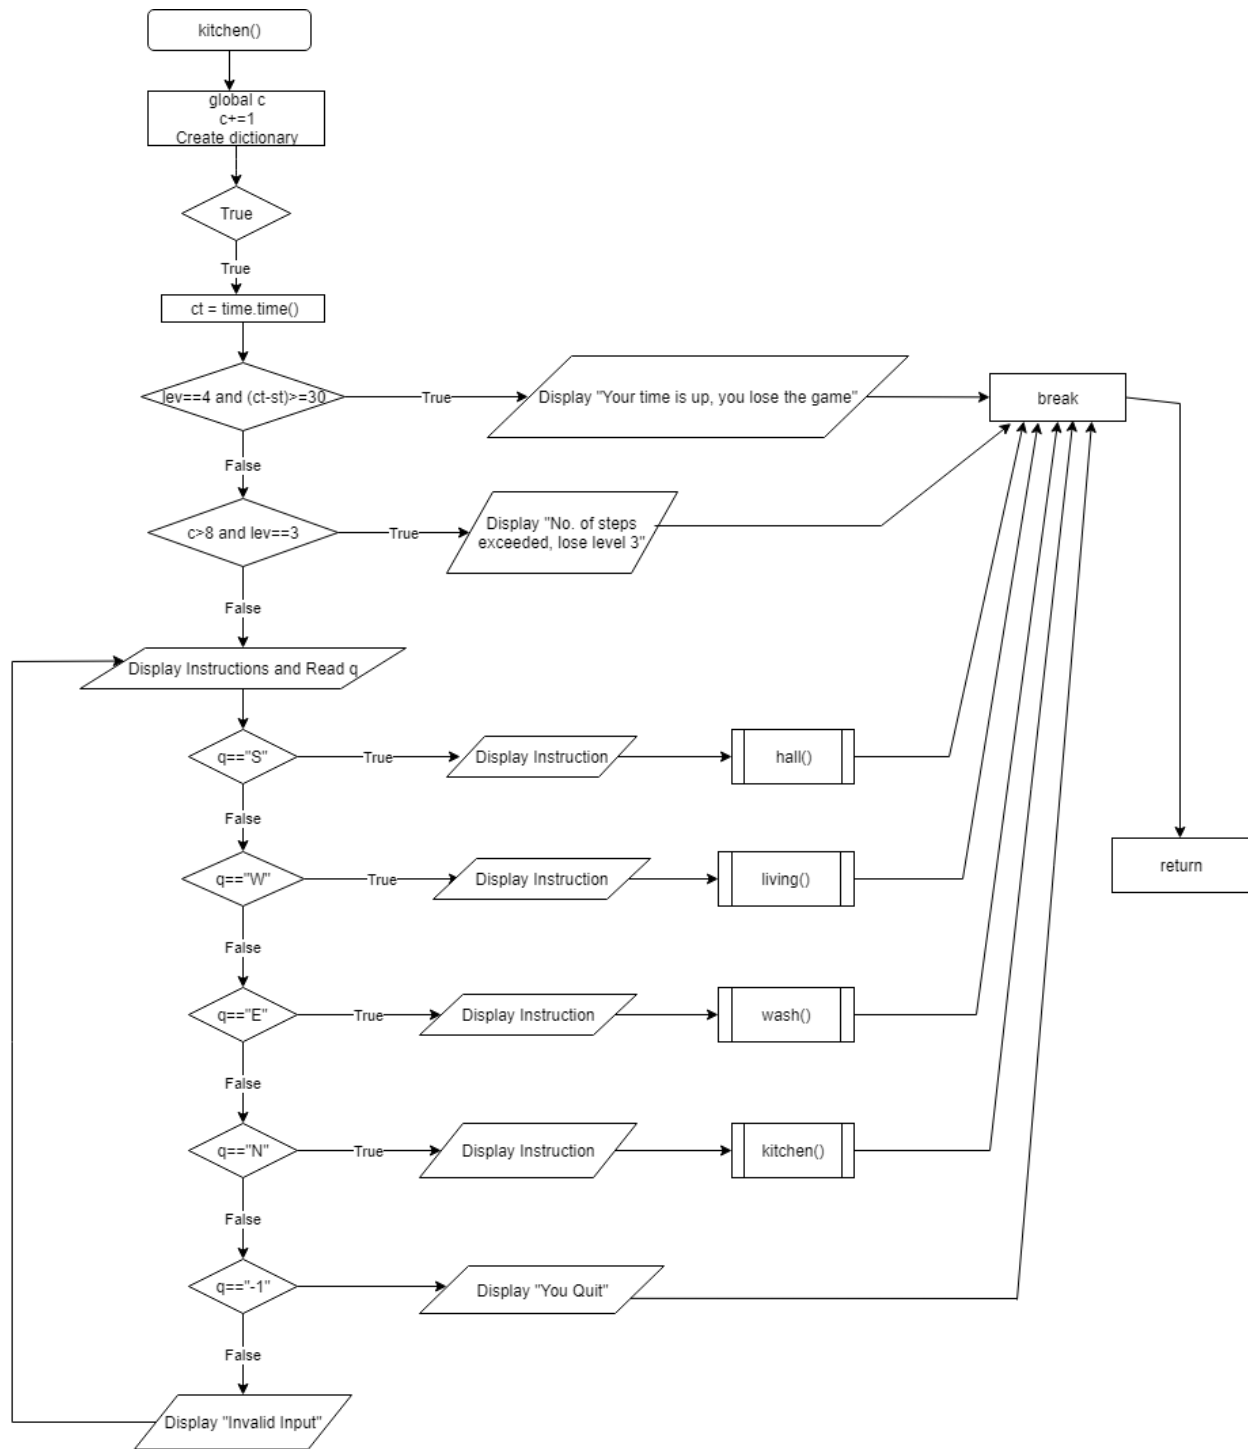 kitchen()
global c
c+=1
Create dictionary
True
True
ct = time.time()
lev==4 and (ct-st)>=30
True
Display "Your time is up, you lose the game"
break
False
c>8 and lev==3
True
Display "No. of steps
exceeded, lose level 3"
False
Display Instructions and Read q
q=="S"
True
Display Instruction
hall()
False
q=="W"
True
Display Instruction
living()
return
False
q=="E"
True
Display Instruction
wash()
False
q=="N"
True
Display Instruction
kitchen()
False
q=="-1"
Display "You Quit"
False
Display "Invalid Input"